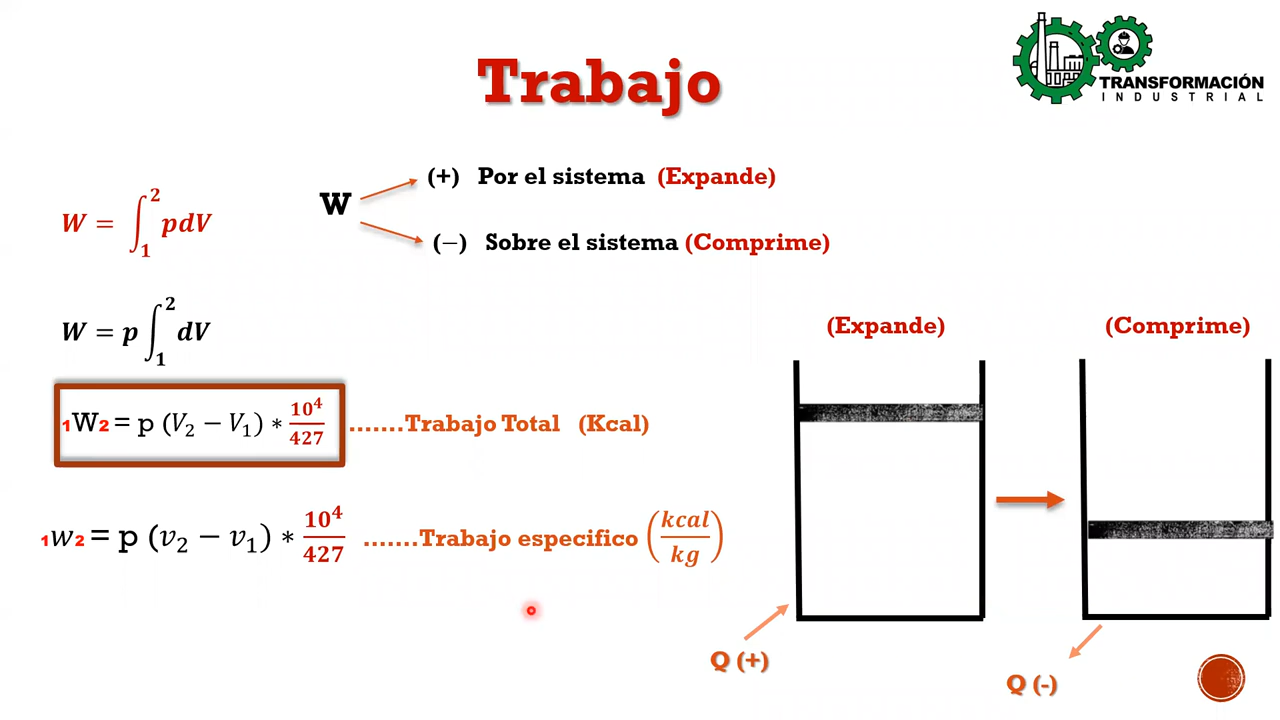 Trabajo
TRANSFORMACIÓN
INDUSTRIAL
W = ∫₁² pdV
W
(+) Por el sistema (Expande)
(−) Sobre el sistema (Comprime)
W = p ∫₁² dV
₁W₂ = p (V₂ − V₁) * 10⁴/427 .......Trabajo Total (Kcal)
₁w₂ = p (v₂ − v₁) * 10⁴/427 .......Trabajo especifico (kcal/kg)
(Expande)
(Comprime)
Q (+)
Q (-)